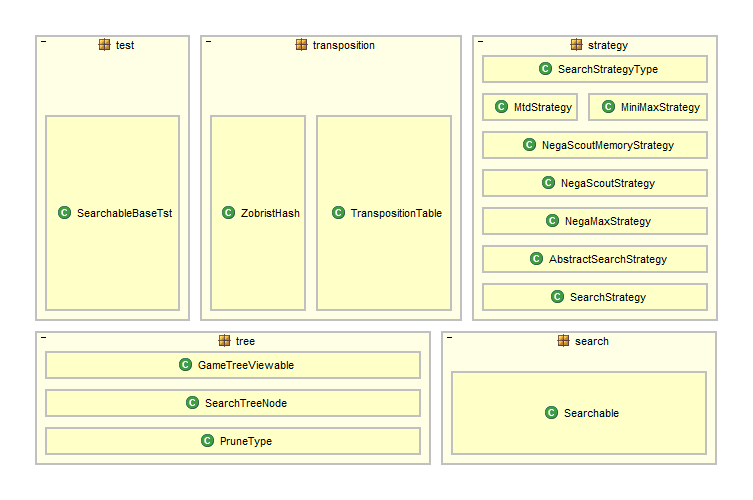 test
SearchableBaseTst
transposition
ZobristHash
TranspositionTable
strategy
SearchStrategyType
MtdStrategy
MiniMaxStrategy
NegaScoutMemoryStrategy
NegaScoutStrategy
NegaMaxStrategy
AbstractSearchStrategy
SearchStrategy
tree
GameTreeViewable
SearchTreeNode
PruneType
search
Searchable